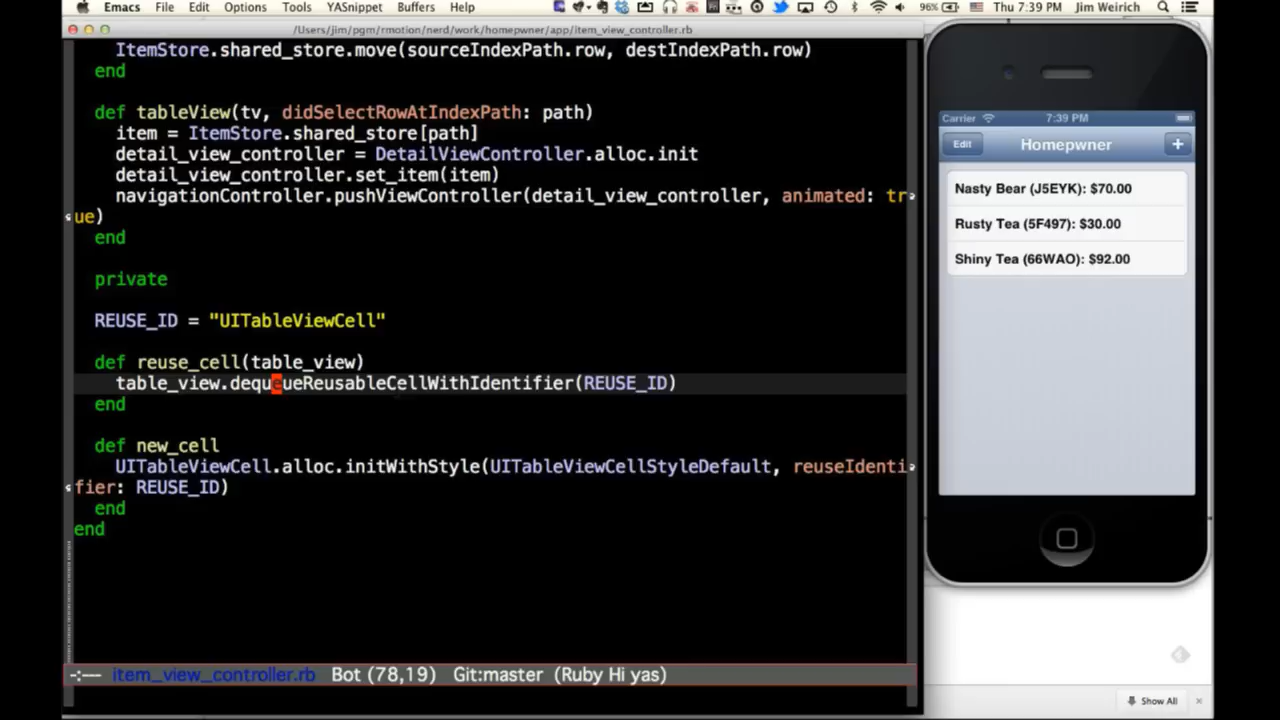 Emacs File Edit Options Tools YASnippet Buffers Help 96% Thu 7:39 PM Jim Weirich
/Users/jim/pgm/rmotion/nerd/work/homepwner/app/item_view_controller.rb
ItemStore.shared_store.move(sourceIndexPath.row, destIndexPath.row)
end
def tableView(tv, didSelectRowAtIndexPath: path)
item = ItemStore.shared_store[path]
detail_view_controller = DetailViewController.alloc.init
detail_view_controller.set_item(item)
navigationController.pushViewController(detail_view_controller, animated: tr
ue)
end
private
REUSE_ID = "UITableViewCell"
def reuse_cell(table_view)
table_view.dequeueReusableCellWithIdentifier(REUSE_ID)
end
def new_cell
UITableViewCell.alloc.initWithStyle(UITableViewCellStyleDefault, reuseIdenti
fier: REUSE_ID)
end
end
-:--- item_view_controller.rb Bot (78,19) Git:master (Ruby Hi yas)
Carrier 7:39 PM
Edit Homepwner +
Nasty Bear (J5EYK): $70.00
Rusty Tea (5F497): $30.00
Shiny Tea (66WAO): $92.00
Show All